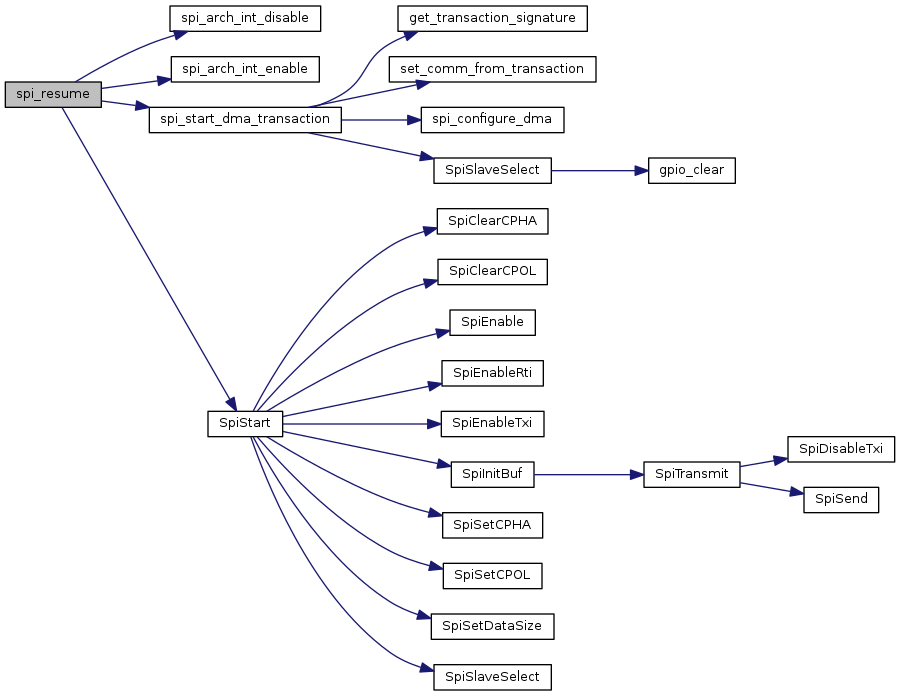 spi_resume
spi_arch_int_disable
spi_arch_int_enable
spi_start_dma_transaction
get_transaction_signature
set_comm_from_transaction
spi_configure_dma
SpiSlaveSelect
gpio_clear
SpiStart
SpiClearCPHA
SpiClearCPOL
SpiEnable
SpiEnableRti
SpiEnableTxi
SpiInitBuf
SpiTransmit
SpiDisableTxi
SpiSend
SpiSetCPHA
SpiSetCPOL
SpiSetDataSize
SpiSlaveSelect